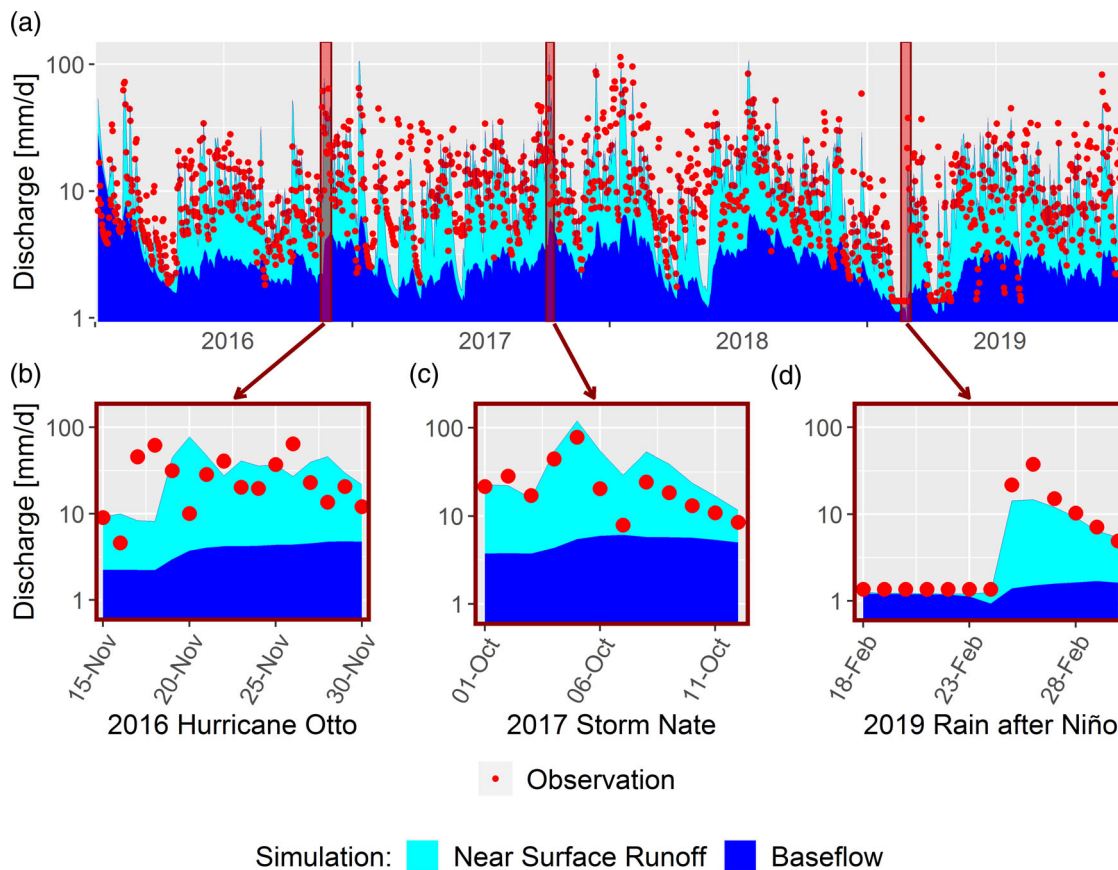 (a)
Discharge [mm/d]
100
10
1
2016 2017 2018 2019
(b) (c) (d)
Discharge [mm/d]
100 100 100
10 10 10
1 1 1
15-Nov 20-Nov 25-Nov 30-Nov 01-Oct 06-Oct 11-Oct 18-Feb 23-Feb 28-Feb
2016 Hurricane Otto 2017 Storm Nate 2019 Rain after Niño
Observation
Simulation: Near Surface Runoff Baseflow